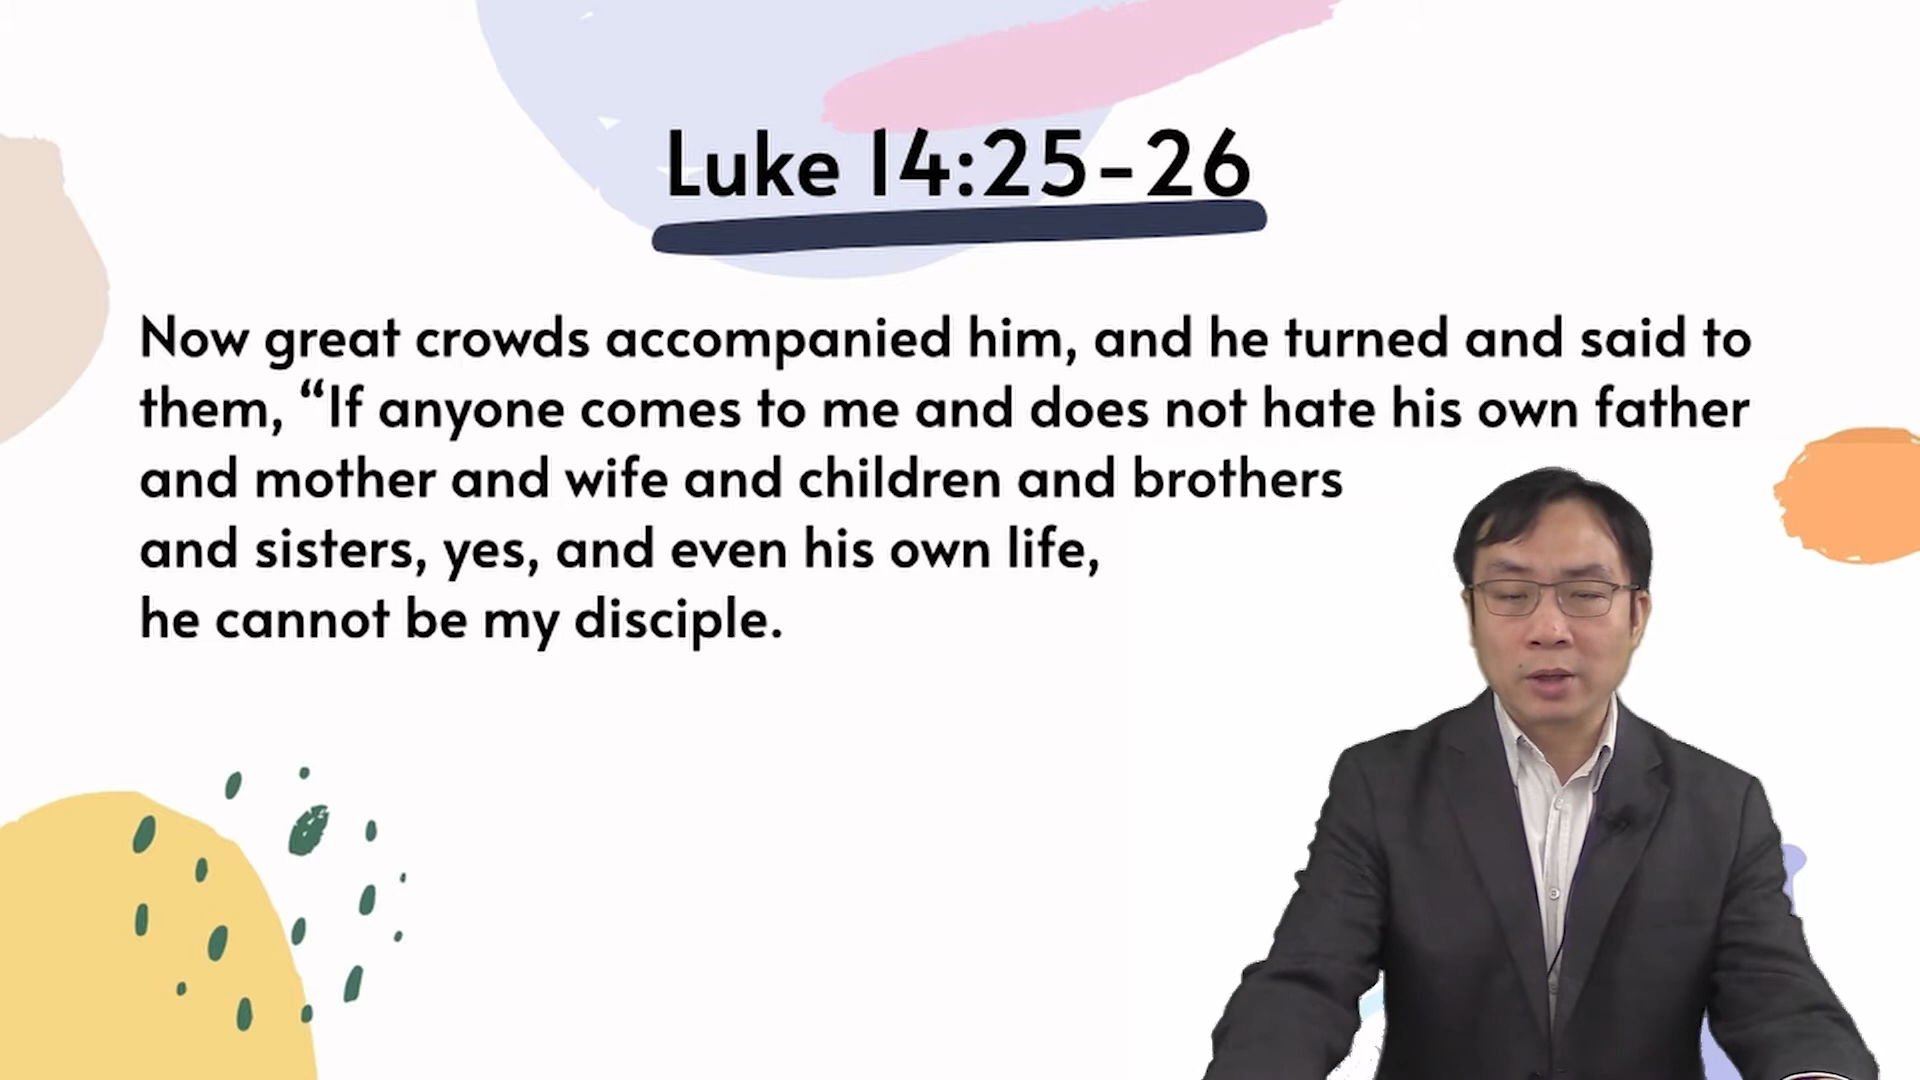 Luke 14:25-26
Now great crowds accompanied him, and he turned and said to
them, “If anyone comes to me and does not hate his own father
and mother and wife and children and brothers
and sisters, yes, and even his own life,
he cannot be my disciple.